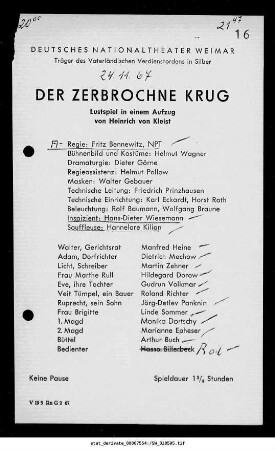 20⁰⁰
21⁴⁷
16
DEUTSCHES NATIONALTHEATER WEIMAR
Träger des Vaterländischen Verdienstordens in Silber
24.11.67
DER ZERBROCHNE KRUG
Lustspiel in einem Aufzug
von Heinrich von Kleist
Regie: Fritz Bennewitz, NPT
Bühnenbild und Kostüme: Helmut Wagner
Dramaturgie: Dieter Görne
Regieassistenz: Helmut Pollow
Masken: Walter Gebauer
Technische Leitung: Friedrich Prinzhausen
Technische Einrichtung: Karl Eckardt, Horst Roth
Beleuchtung: Rolf Baumann, Wolfgang Braune
Inspizient: Hans-Dieter Wiesemann
Souffleuse: Hannelore Kilian
Walter, Gerichtsrat Manfred Heine
Adam, Dorfrichter Dietrich Mechow
Licht, Schreiber Martin Zehner
Frau Marthe Rull Hildegard Dorow
Eve, ihre Tochter Gudrun Volkmar
Veit Tümpel, ein Bauer Roland Richter
Ruprecht, sein Sohn Jörg-Detlev Panknin
Frau Brigitte Linde Sommer
1. Magd Monika Dortschy
2. Magd Marianne Epheser
Büttel Arthur Buch
Bedienter Hasso Billerbeck
Keine Pause Spieldauer 1¾ Stunden